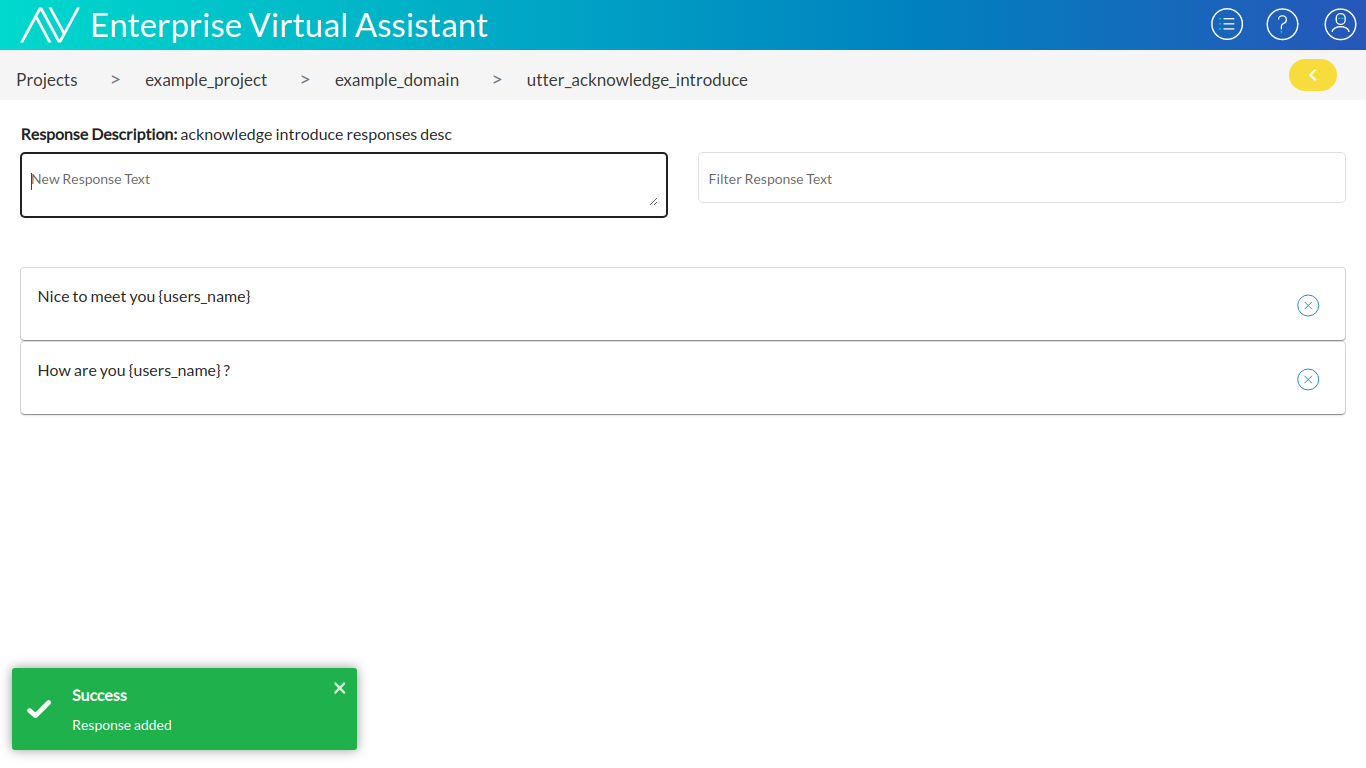 Enterprise Virtual Assistant
Projects > example_project > example_domain > utter_acknowledge_introduce
Response Description: acknowledge introduce responses desc
New Response Text
Filter Response Text
Nice to meet you {users_name}
How are you {users_name} ?
Success
Response added